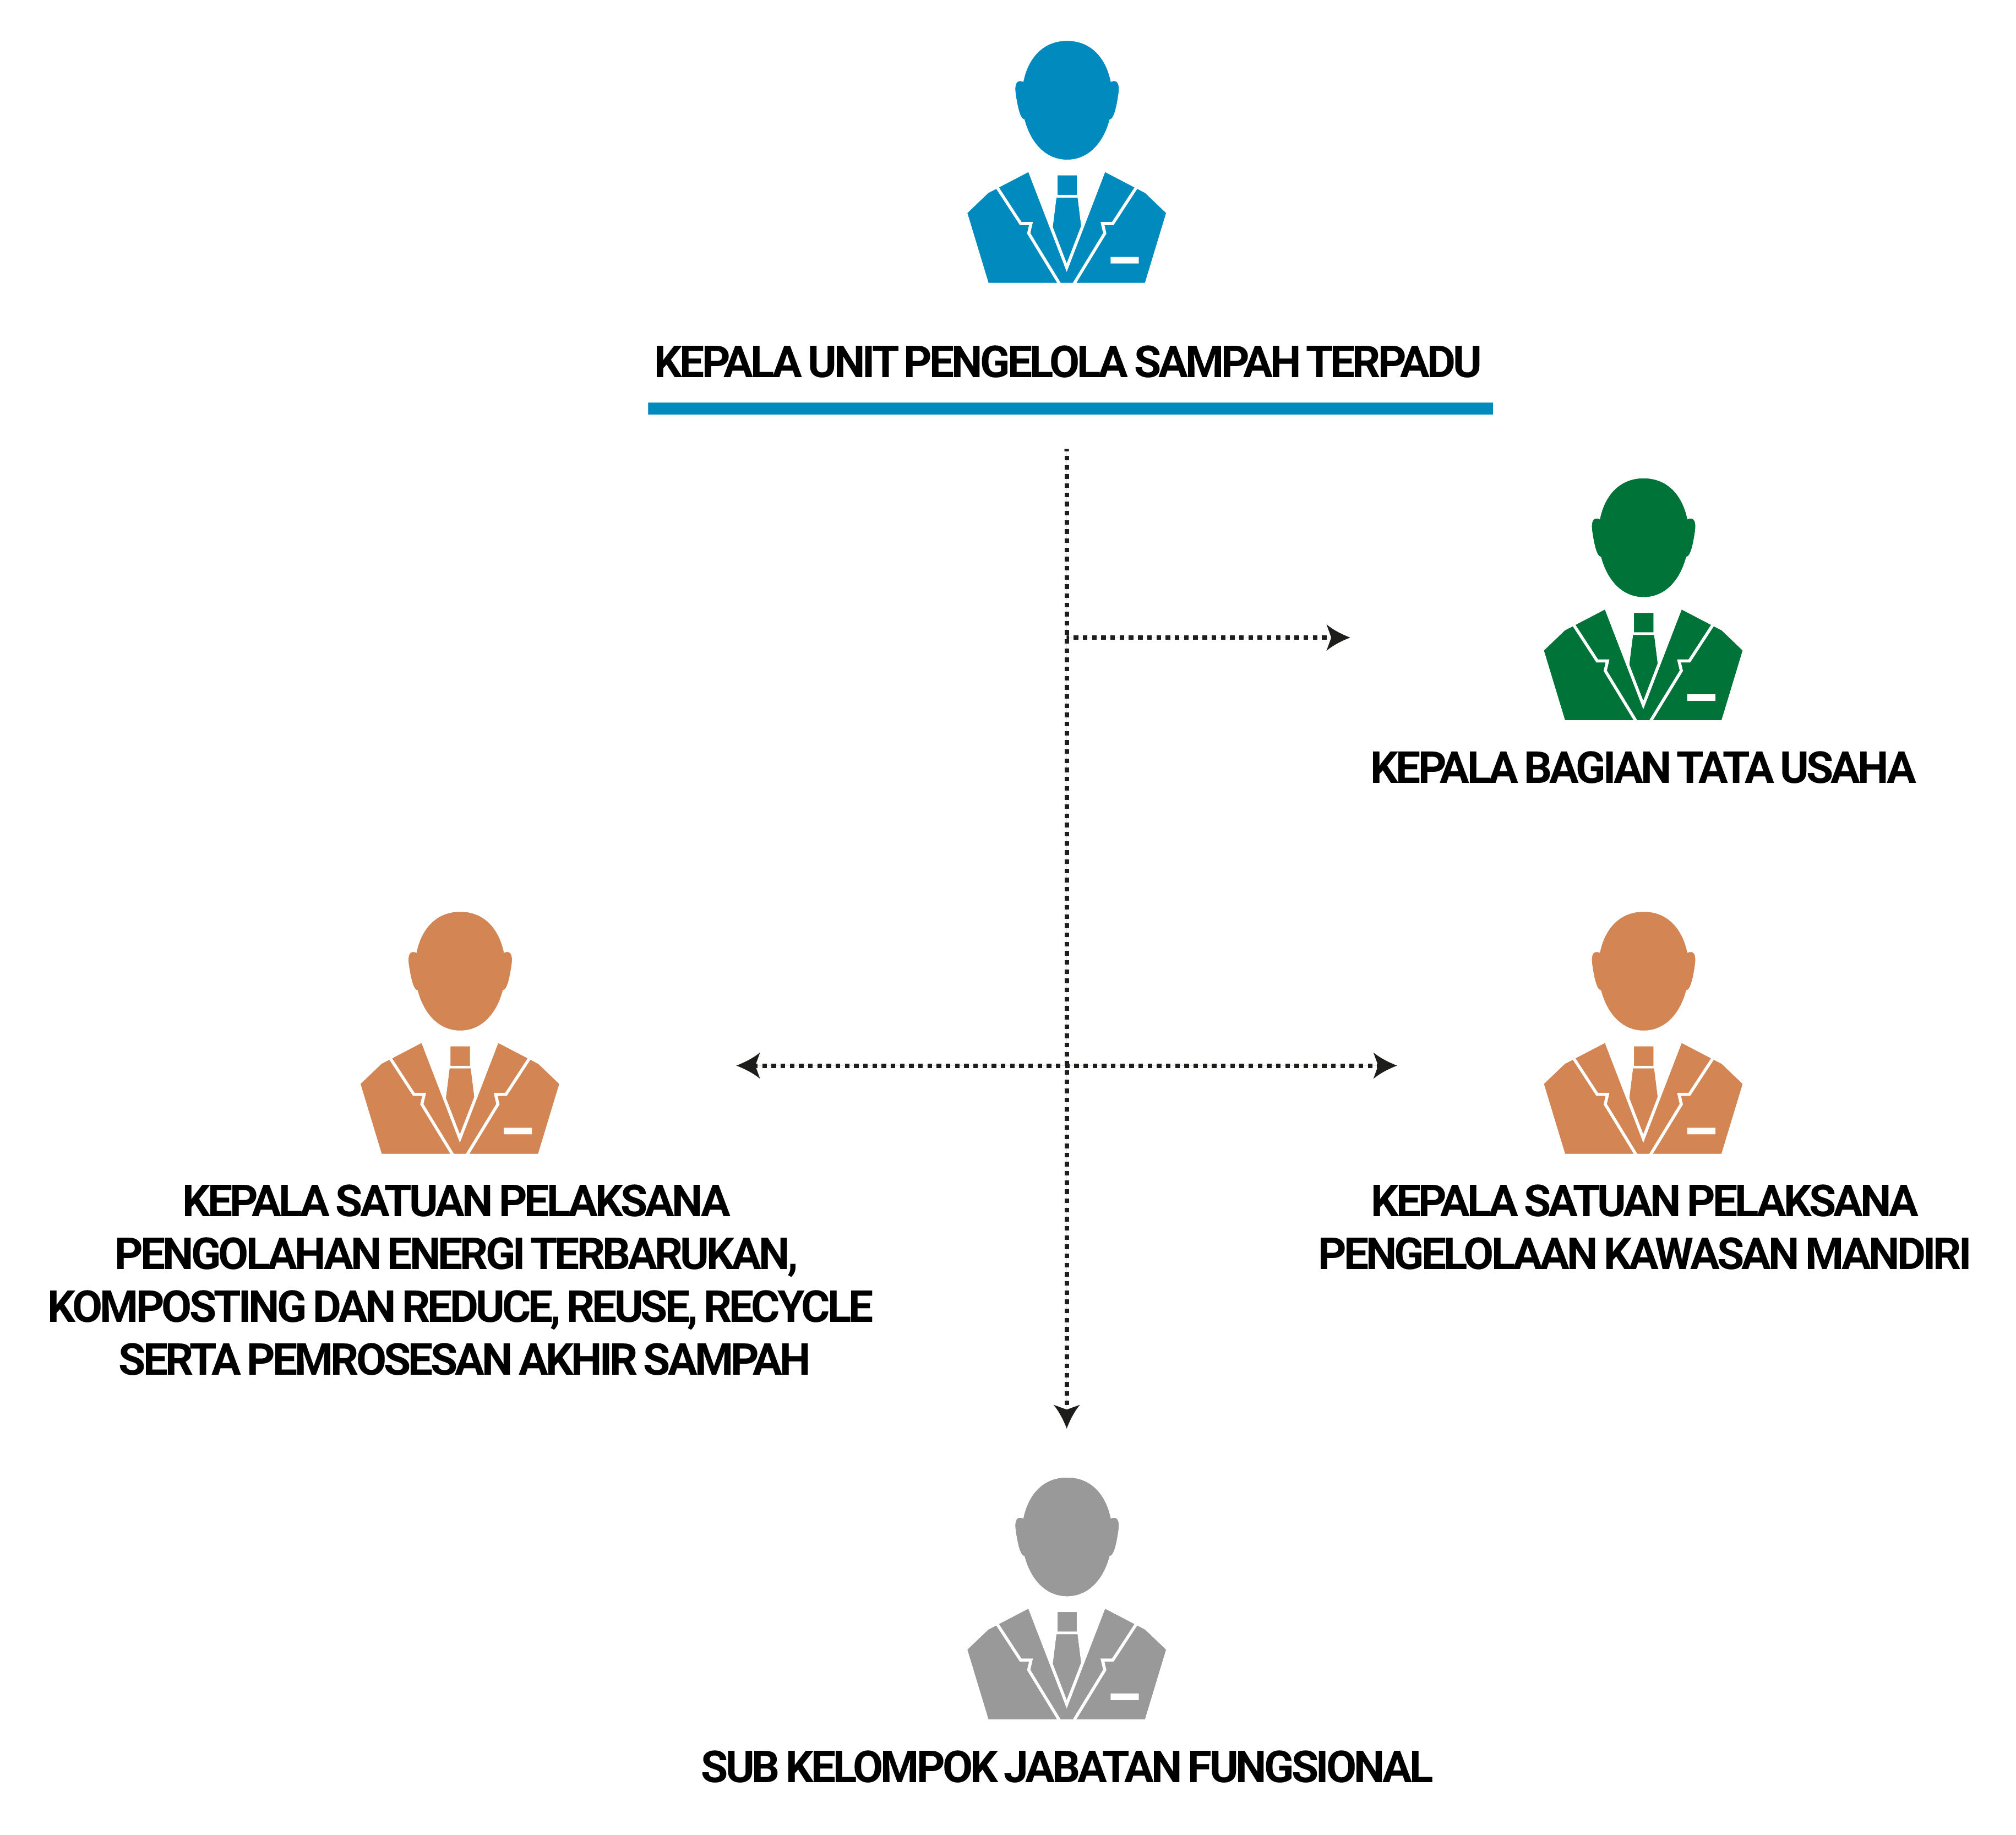 KEPALA UNIT PENGELOLA SAMPAH TERPADU
KEPALA BAGIAN TATA USAHA
KEPALA SATUAN PELAKSANA
PENGOLAHAN ENERGI TERBARUKAN,
KOMPOSTING DAN REDUCE, REUSE, RECYCLE
SERTA PEMROSESAN AKHIR SAMPAH
KEPALA SATUAN PELAKSANA
PENGELOLAAN KAWASAN MANDIRI
SUB KELOMPOK JABATAN FUNGSIONAL